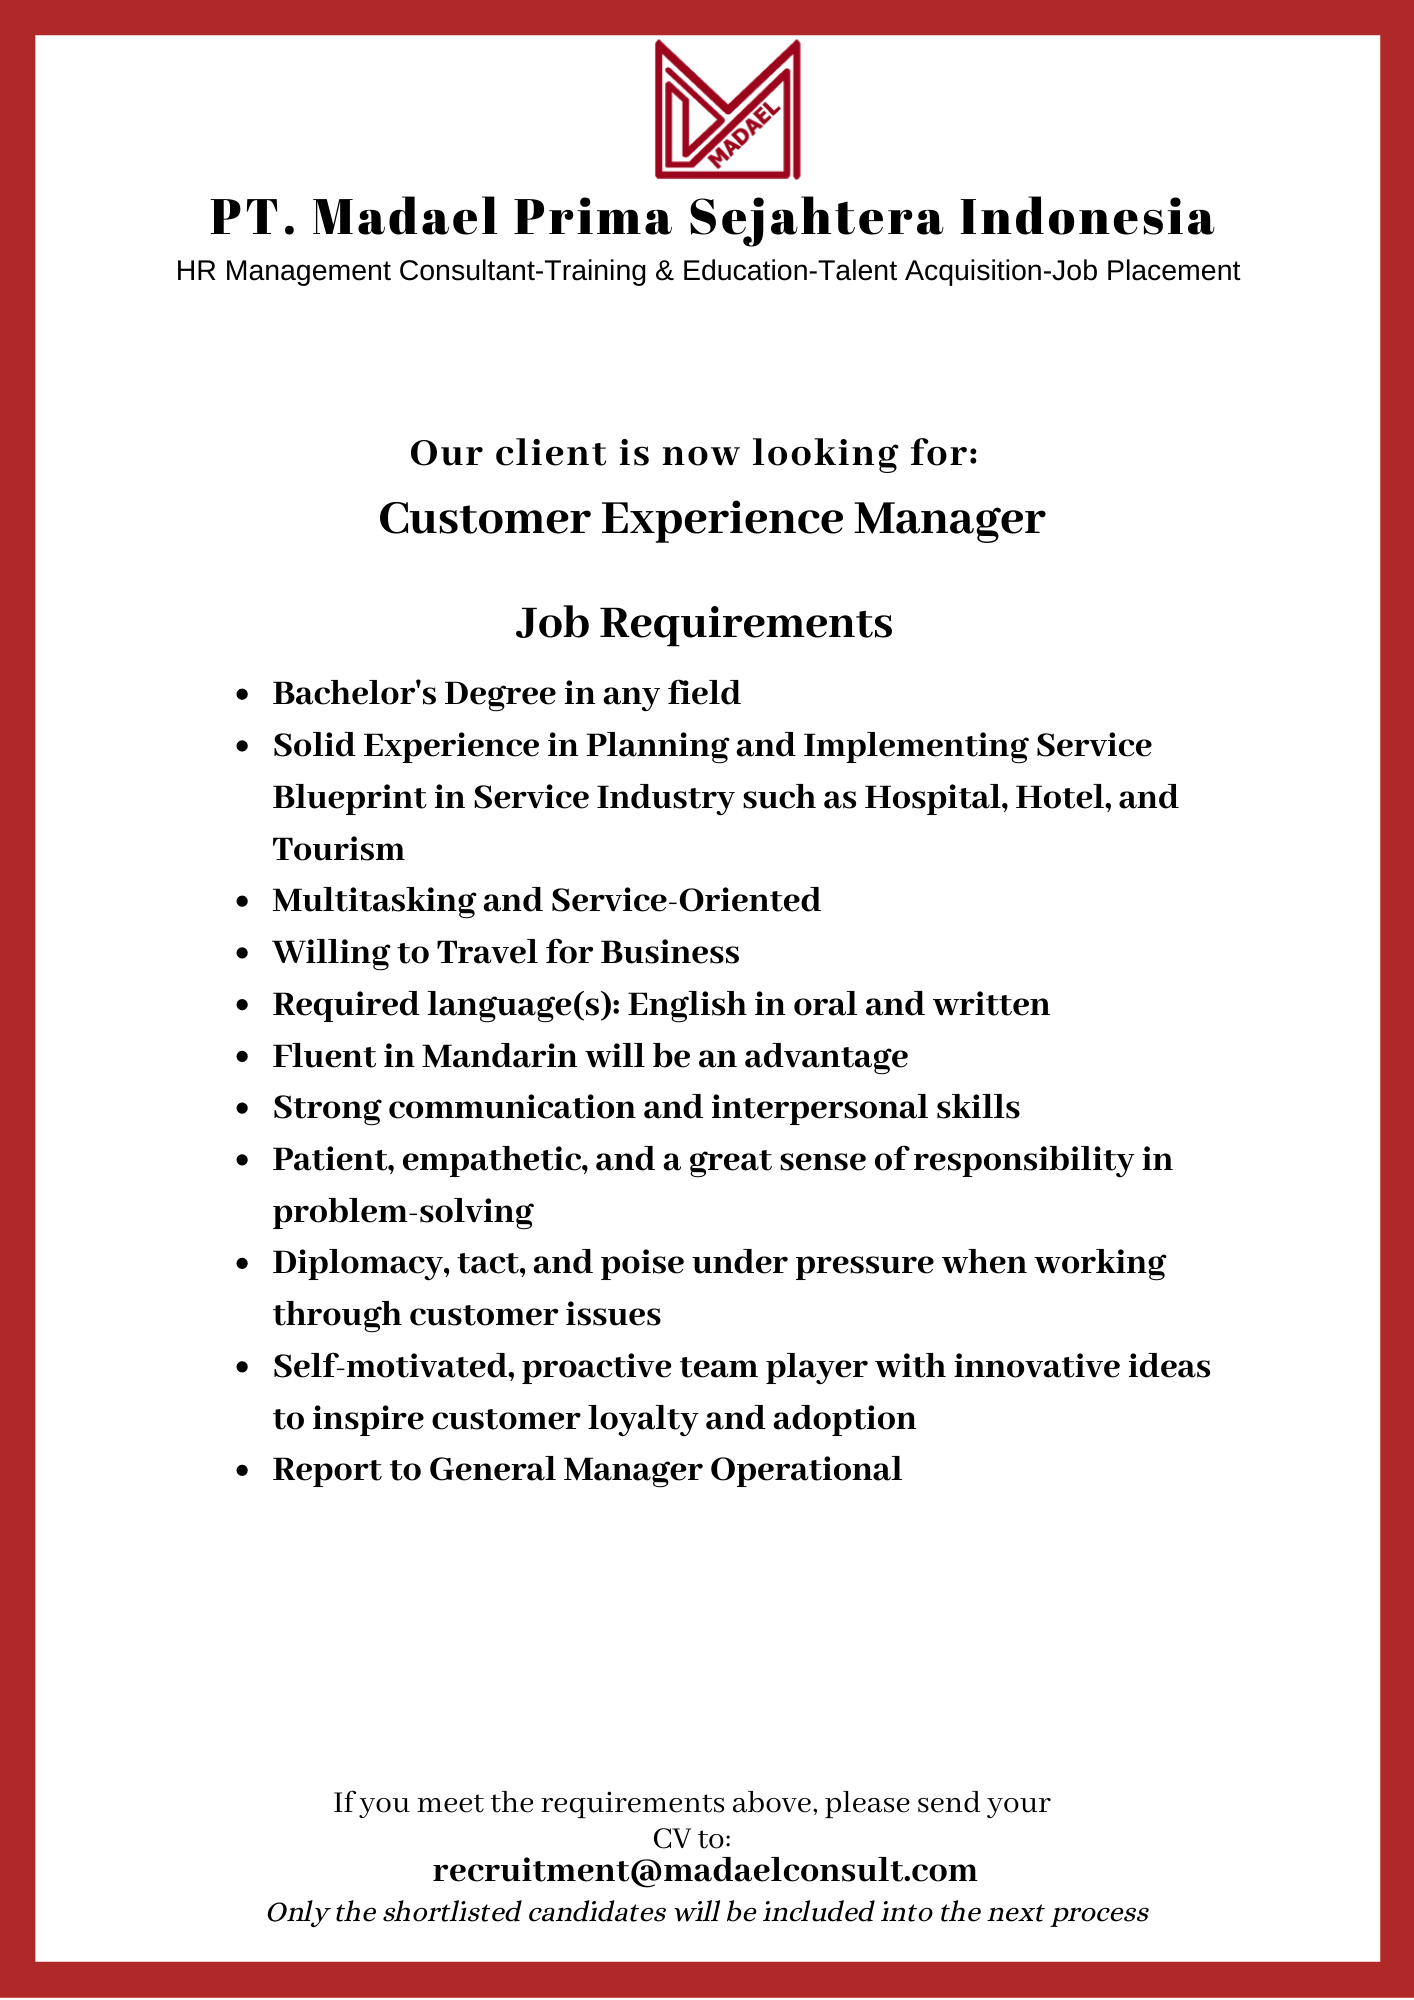 MADAEL
PT. Madael Prima Sejahtera Indonesia
HR Management Consultant-Training & Education-Talent Acquisition-Job Placement
Our client is now looking for:
Customer Experience Manager
Job Requirements
• Bachelor's Degree in any field
• Solid Experience in Planning and Implementing Service
Blueprint in Service Industry such as Hospital, Hotel, and
Tourism
• Multitasking and Service-Oriented
• Willing to Travel for Business
• Required language(s): English in oral and written
• Fluent in Mandarin will be an advantage
• Strong communication and interpersonal skills
• Patient, empathetic, and a great sense of responsibility in
problem-solving
• Diplomacy, tact, and poise under pressure when working
through customer issues
• Self-motivated, proactive team player with innovative ideas
to inspire customer loyalty and adoption
• Report to General Manager Operational
If you meet the requirements above, please send your
CV to:
recruitment@madaelconsult.com
Only the shortlisted candidates will be included into the next process